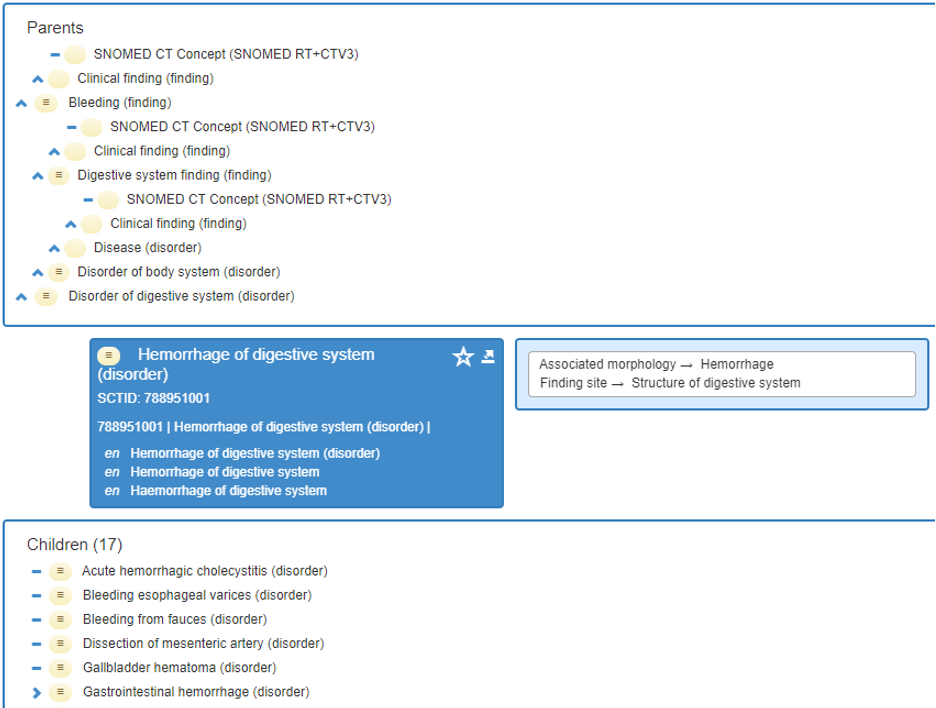 Parents
SNOMED CT Concept (SNOMED RT+CTV3)
Clinical finding (finding)
Bleeding (finding)
SNOMED CT Concept (SNOMED RT+CTV3)
Clinical finding (finding)
Digestive system finding (finding)
SNOMED CT Concept (SNOMED RT+CTV3)
Clinical finding (finding)
Disease (disorder)
Disorder of body system (disorder)
Disorder of digestive system (disorder)
Hemorrhage of digestive system
(disorder)
SCTID: 788951001
788951001 | Hemorrhage of digestive system (disorder) |
en Hemorrhage of digestive system (disorder)
en Hemorrhage of digestive system
en Haemorrhage of digestive system
Associated morphology → Hemorrhage
Finding site → Structure of digestive system
Children (17)
Acute hemorrhagic cholecystitis (disorder)
Bleeding esophageal varices (disorder)
Bleeding from fauces (disorder)
Dissection of mesenteric artery (disorder)
Gallbladder hematoma (disorder)
Gastrointestinal hemorrhage (disorder)